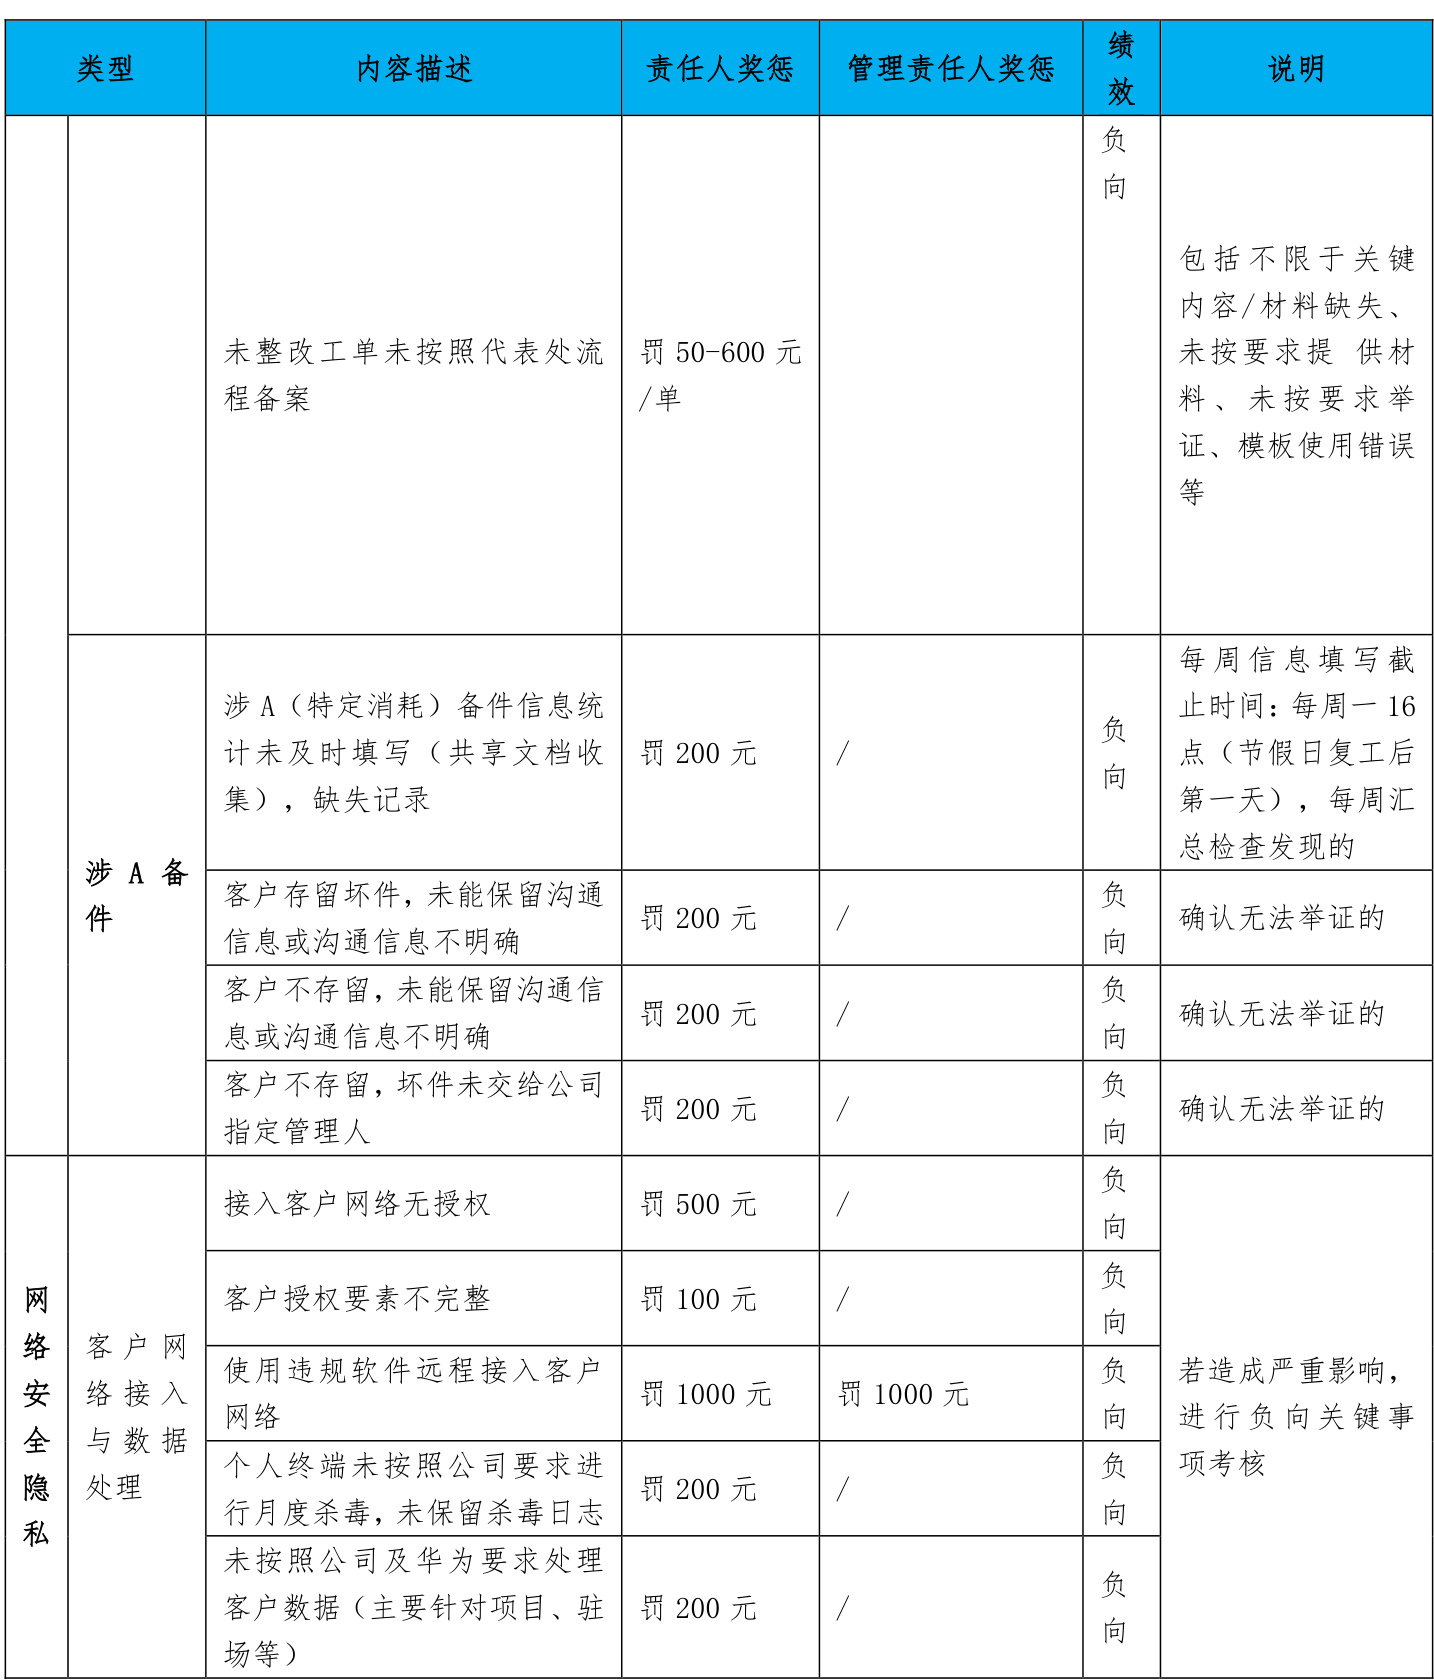 类型 内容描述 责任人奖惩 管理责任人奖惩 绩效 说明
未整改工单未按照代表处流
程备案
罚 50-600 元
/单
负
向
包括不限于关键
内容/材料缺失、
未按要求提 供材
料、未按要求举
证、模板使用错误
等
涉 A 备
件
涉 A（特定消耗）备件信息统
计未及时填写（共享文档收
集），缺失记录
罚 200 元
/
负
向
每周信息填写截
止时间：每周一 16
点（节假日复工后
第一天），每周汇
总检查发现的
客户存留坏件，未能保留沟通
信息或沟通信息不明确
罚 200 元
/
负
向
确认无法举证的
客户不存留，未能保留沟通信
息或沟通信息不明确
罚 200 元
/
负
向
确认无法举证的
客户不存留，坏件未交给公司
指定管理人
罚 200 元
/
负
向
确认无法举证的
网
络
安
全
隐
私
客户网
络接入
与数据
处理
接入客户网络无授权
罚 500 元
/
负
向
客户授权要素不完整
罚 100 元
/
负
向
使用违规软件远程接入客户
网络
罚 1000 元
罚 1000 元
负
向
个人终端未按照公司要求进
行月度杀毒，未保留杀毒日志
罚 200 元
/
负
向
未按照公司及华为要求处理
客户数据（主要针对项目、驻
场等）
罚 200 元
/
负
向
若造成严重影响，
进行负向关键事
项考核